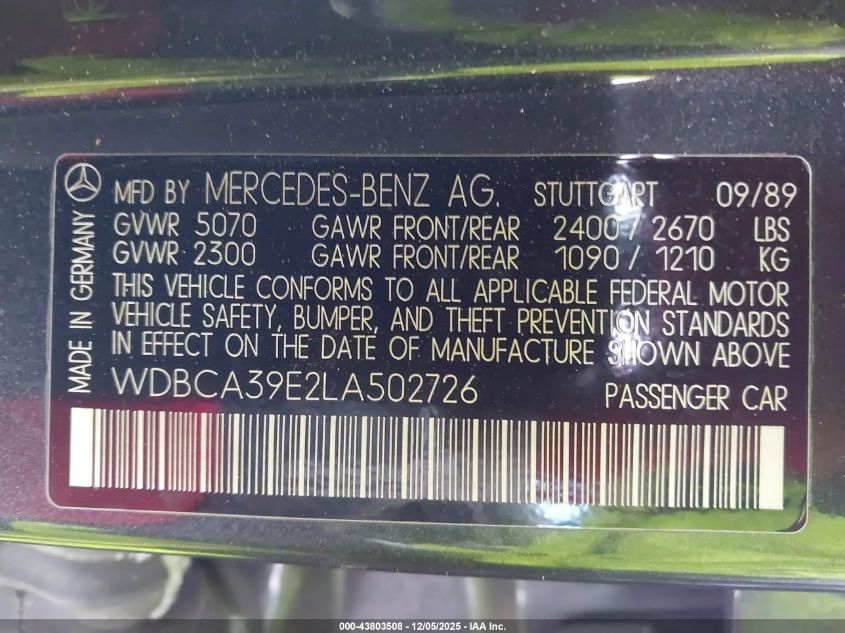 MADE IN GERMANY
MFD BY MERCEDES-BENZ AG. STUTTGART 09/89
GVWR 5070 GAWR FRONT/REAR 2400 / 2670 LBS
GVWR 2300 GAWR FRONT/REAR 1090 / 1210 KG
THIS VEHICLE CONFORMS TO ALL APPLICABLE FEDERAL MOTOR
VEHICLE SAFETY, BUMPER, AND THEFT PREVENTION STANDARDS
IN EFFECT ON THE DATE OF MANUFACTURE SHOWN ABOVE
WDBCA39E2LA502726 PASSENGER CAR
000-43803508 - 12/05/2025 - IAA Inc.